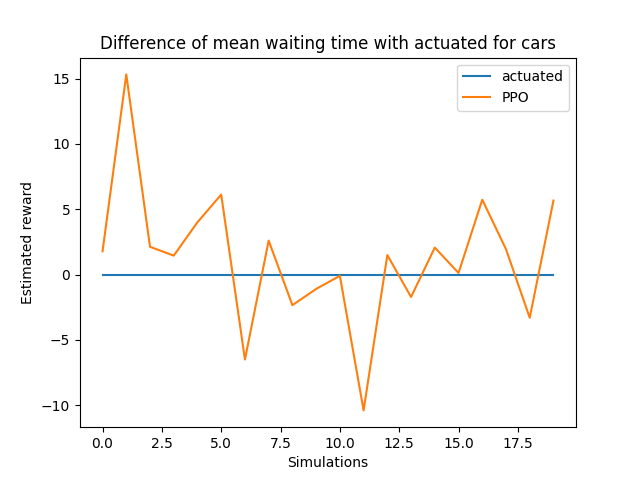 Difference of mean waiting time with actuated for cars
actuated
PPO
Estimated reward
15
10
5
0
−5
−10
0.0 2.5 5.0 7.5 10.0 12.5 15.0 17.5
Simulations